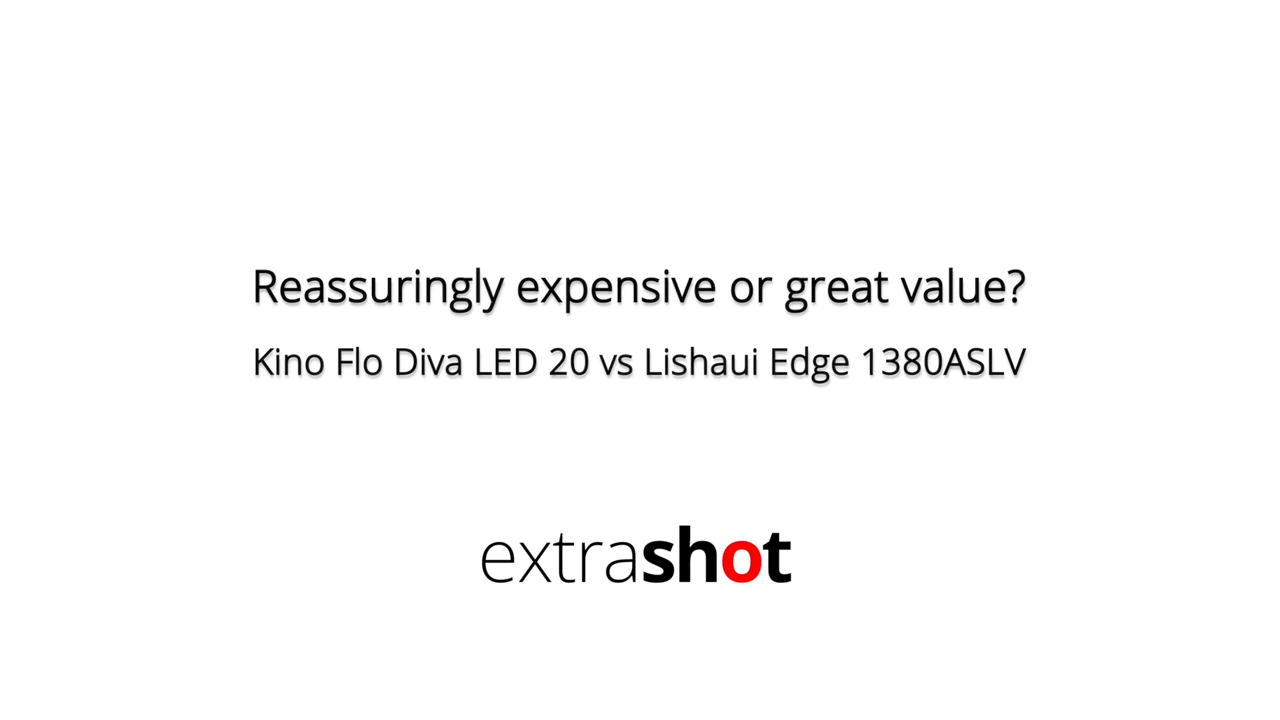 Reassuringly expensive or great value?
Kino Flo Diva LED 20 vs Lishaui Edge 1380ASLV
extrashot